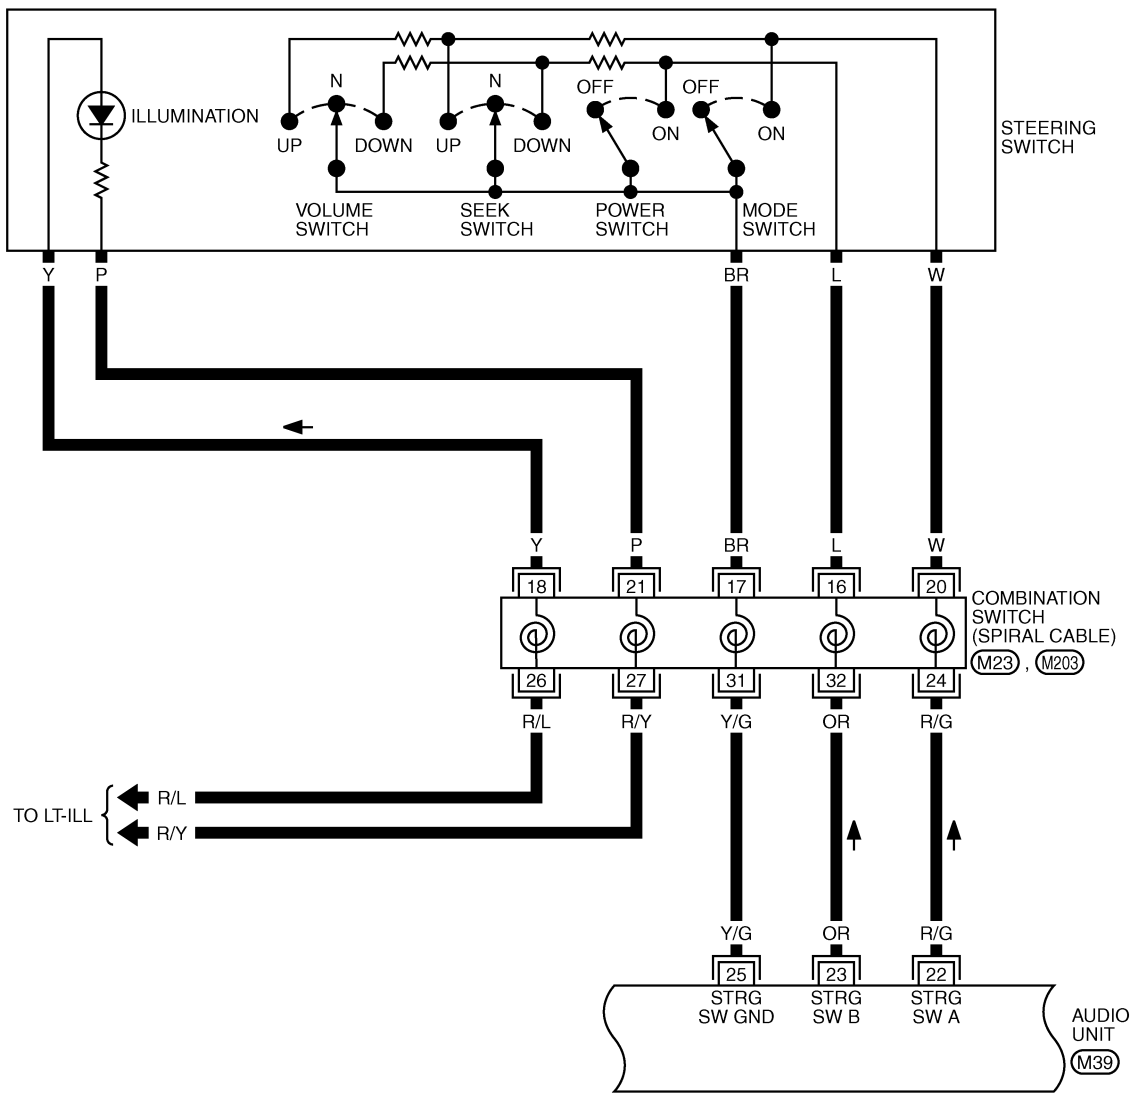 N
N
OFF
OFF
ILLUMINATION
UP
DOWN
UP
DOWN
ON
ON
STEERING
SWITCH
VOLUME
SWITCH
SEEK
SWITCH
POWER
SWITCH
MODE
SWITCH
Y
P
BR
L
W
Y
P
BR
L
W
18
21
17
16
20
COMBINATION
SWITCH
(SPIRAL CABLE)
M23 , M203
26
27
31
32
24
R/L
R/Y
Y/G
OR
R/G
TO LT-ILL
R/L
R/Y
Y/G
OR
R/G
25
23
22
STRG
SW GND
STRG
SW B
STRG
SW A
AUDIO
UNIT
M39